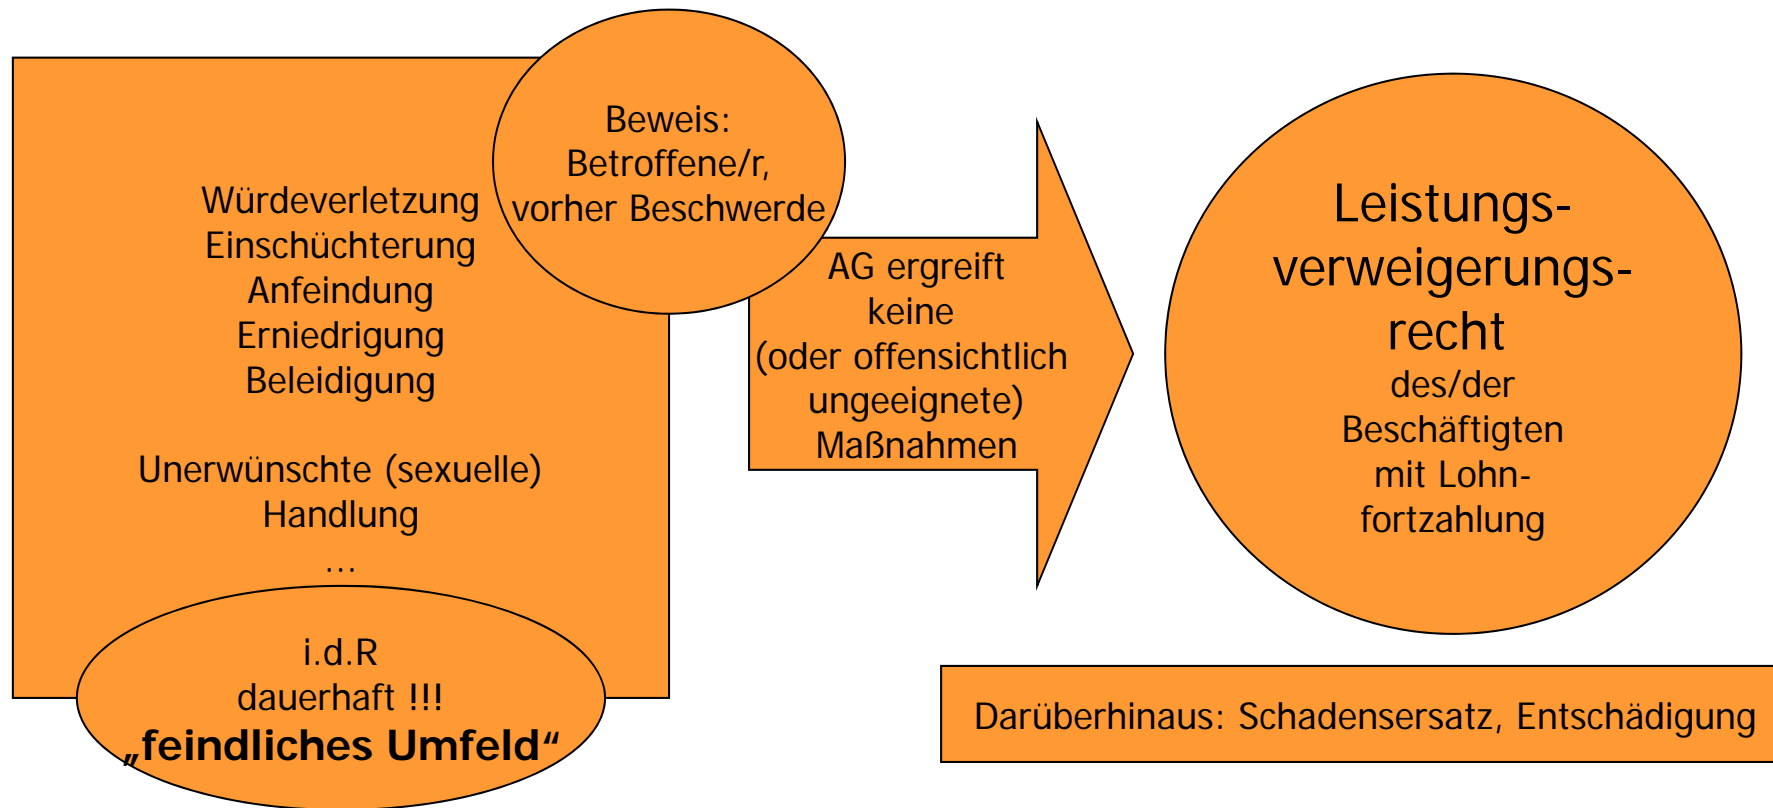 Beweis:
Betroffene/r,
vorher Beschwerde
Würdeverletzung
Einschüchterung
Anfeindung
Erniedrigung
Beleidigung
Unerwünschte (sexuelle)
Handlung
...
i.d.R
dauerhaft !!!
„feindliches Umfeld“
AG ergreift
keine
(oder offensichtlich
ungeeignete)
Maßnahmen
Leistungs-
verweigerungs-
recht
des/der
Beschäftigten
mit Lohn-
fortzahlung
Darüberhinaus: Schadensersatz, Entschädigung